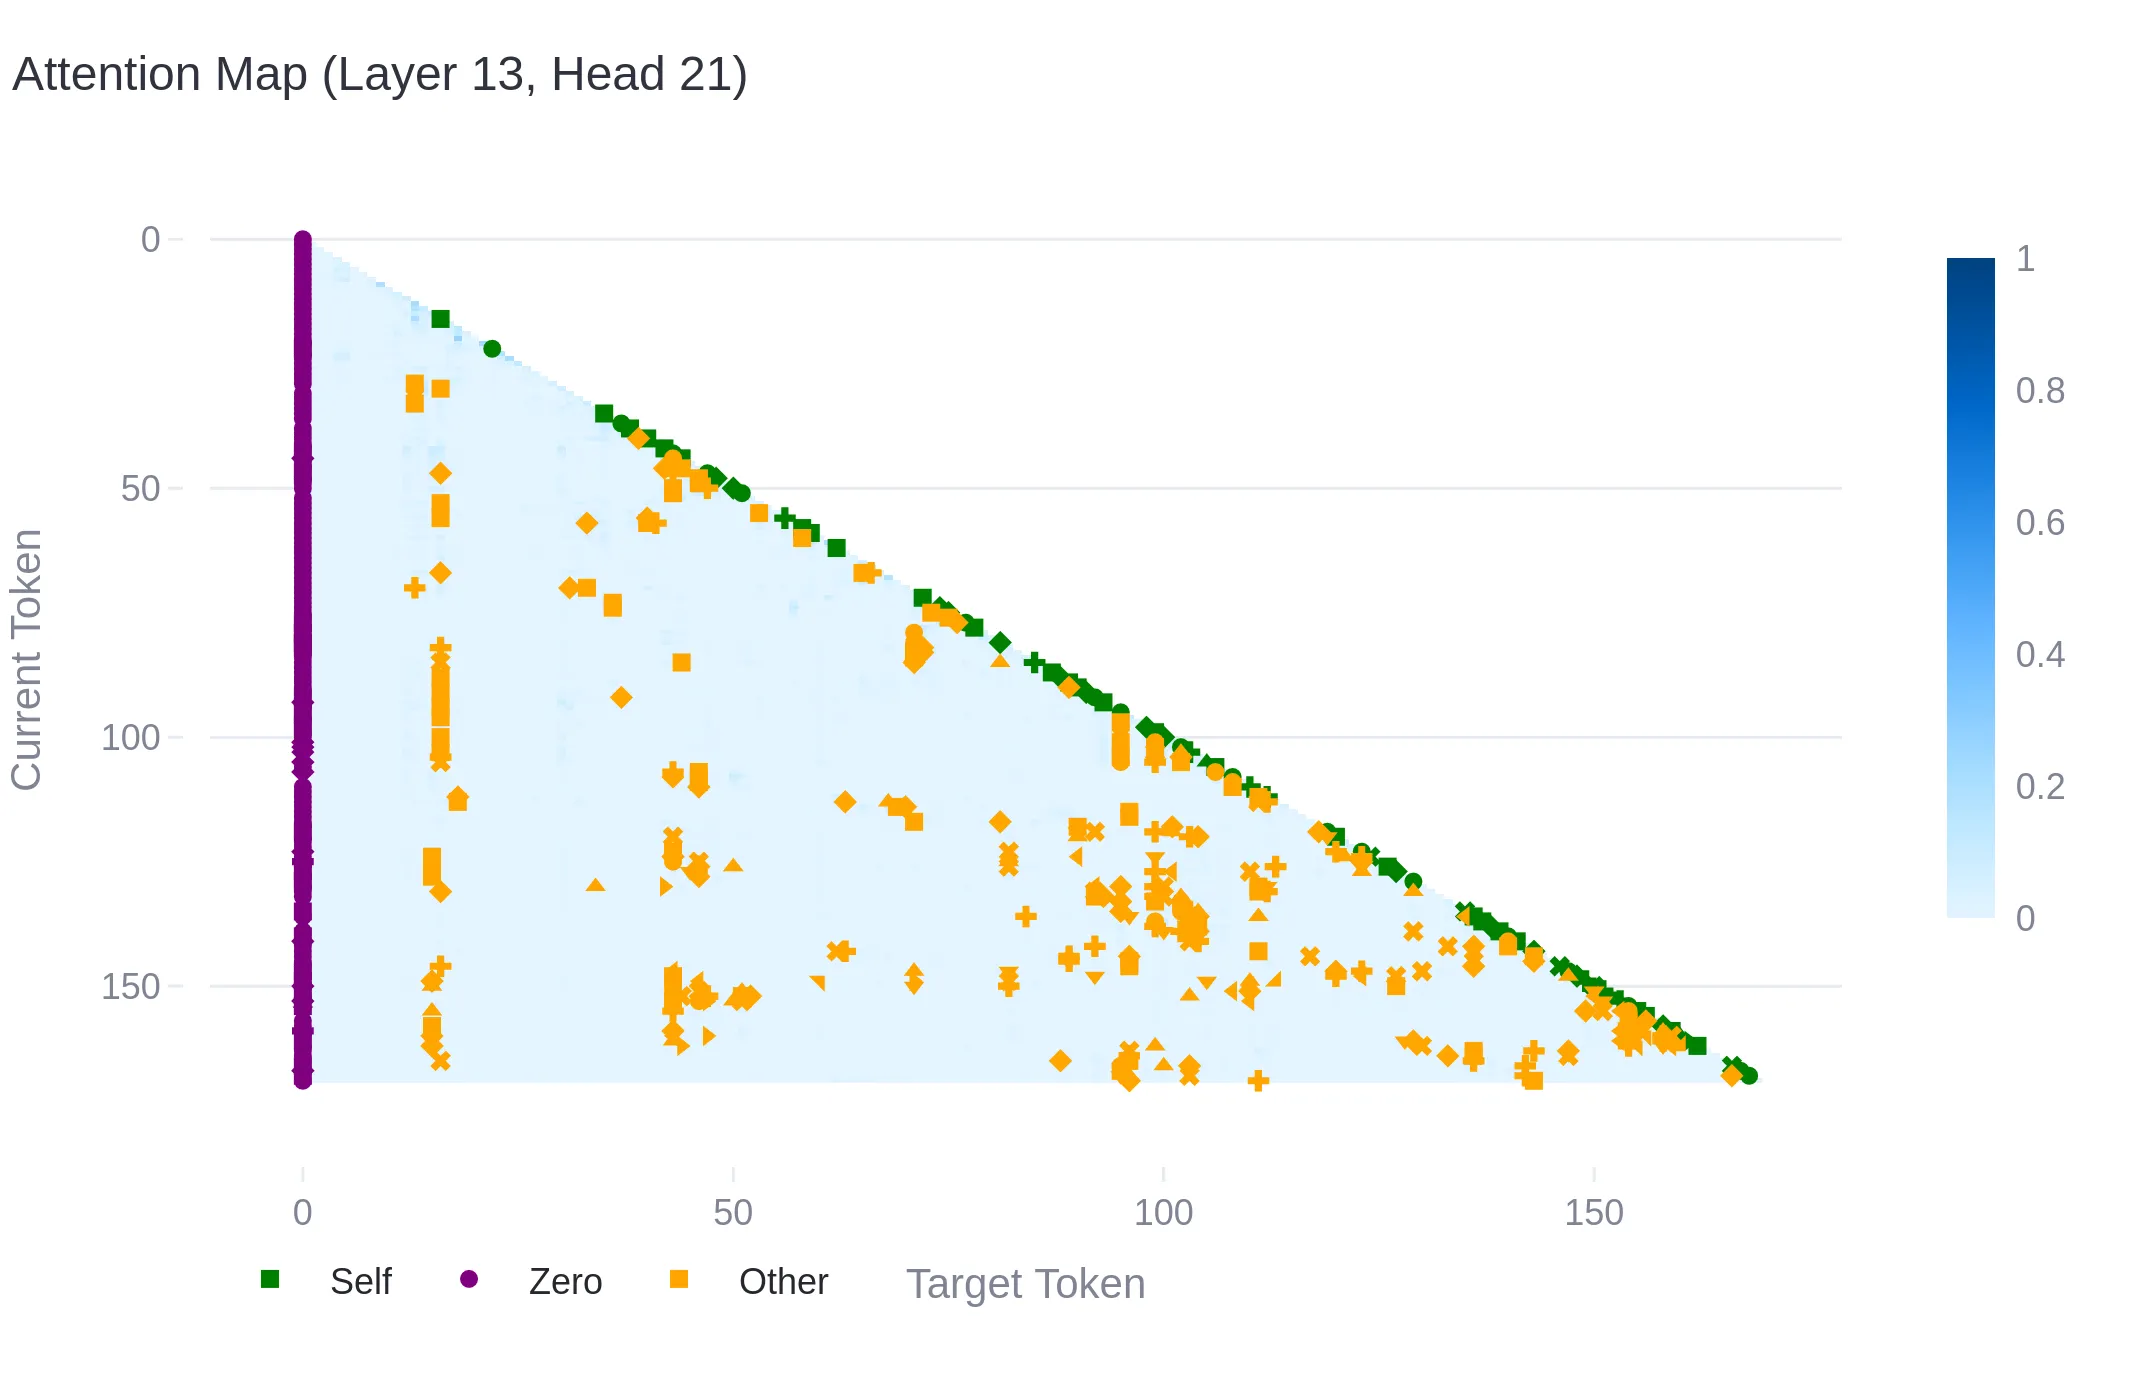 Attention Map (Layer 13, Head 21)
0
50
100
150
Current Token
1
0.8
0.6
0.4
0.2
0
0 50 100 150
Self Zero Other Target Token